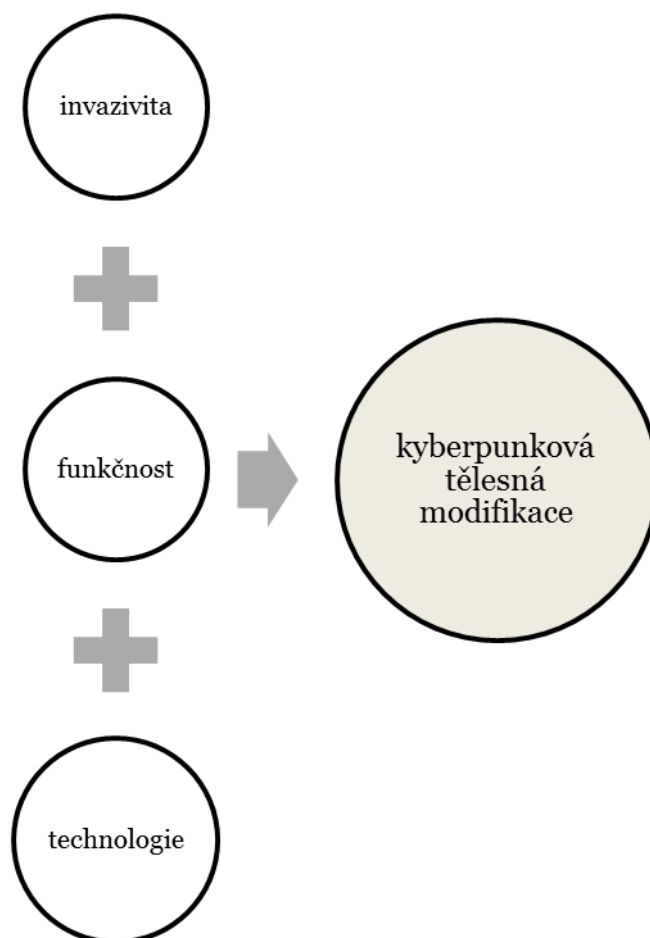 invazivita
funkčnost
technologie
kyberpunková
tělesná
modifikace